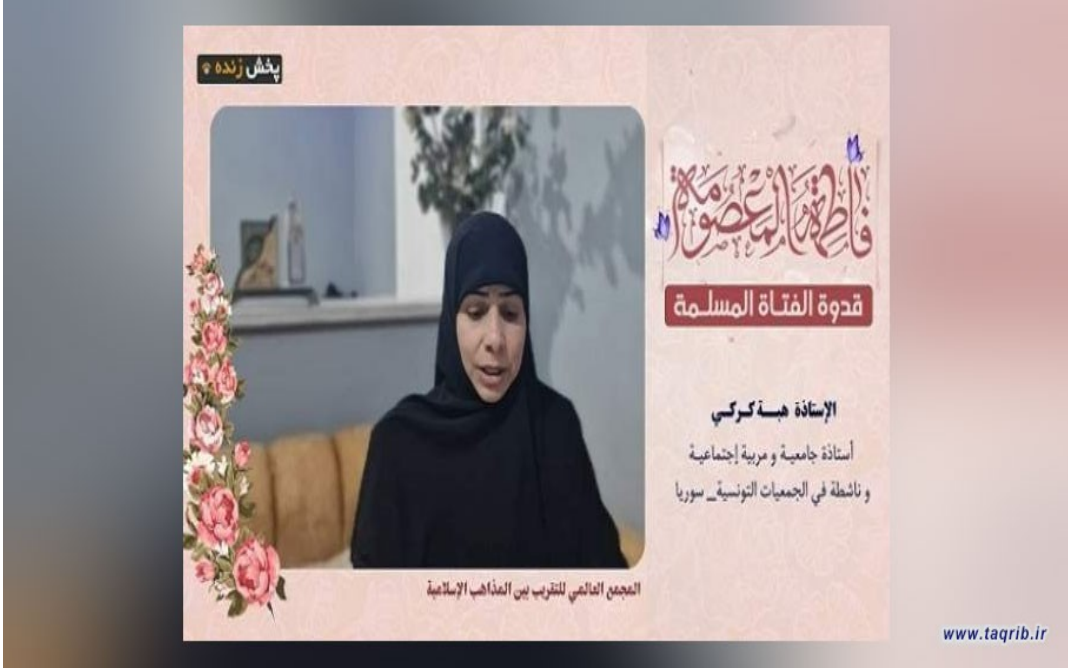 پخش زنده
فاطمة المعصومة
قدوة الفتاة المسلمة
الإستاذة هبة كركي
أستاذة جامعية و مربية إجتماعية
و ناشطة في الجمعيات التونسية_ سوريا
المجمع العالمي للتقريب بين المذاهب الإسلامية
www.taqrib.ir